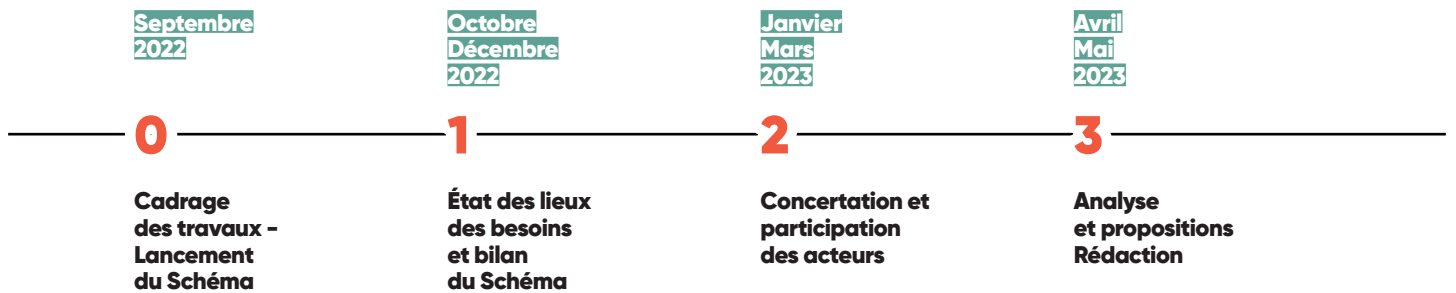 Septembre
2022
Octobre
Décembre
2022
Janvier
Mars
2023
Avril
Mai
2023
0
1
2
3
Cadrage
des travaux -
Lancement
du Schéma
État des lieux
des besoins
et bilan
du Schéma
Concertation et
participation
des acteurs
Analyse
et propositions
Rédaction